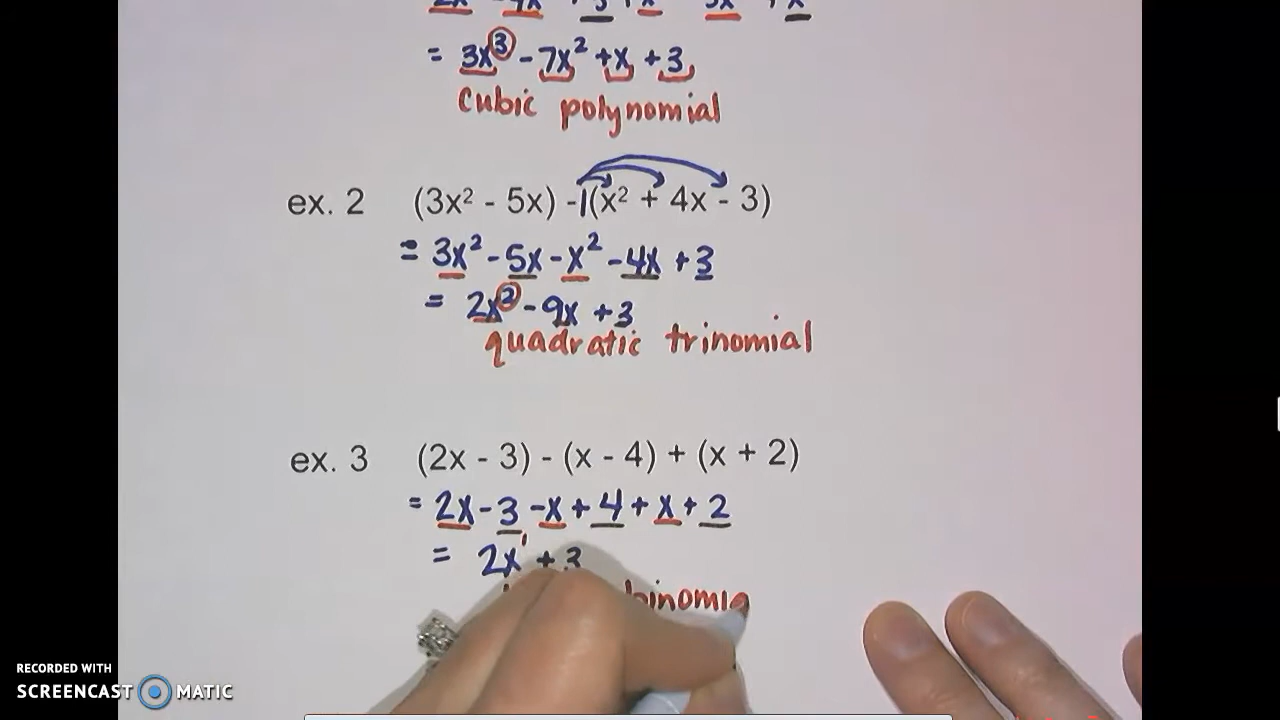 = 3x³ - 7x² + x + 3
cubic polynomial
ex. 2 (3x² - 5x) -1(x² + 4x - 3)
= 3x² - 5x - x² - 4x + 3
= 2x² - 9x + 3
quadratic trinomial
ex. 3 (2x - 3) - (x - 4) + (x + 2)
= 2x - 3 - x + 4 + x + 2
= 2x¹ + 3
binomia
RECORDED WITH
SCREENCAST MATIC